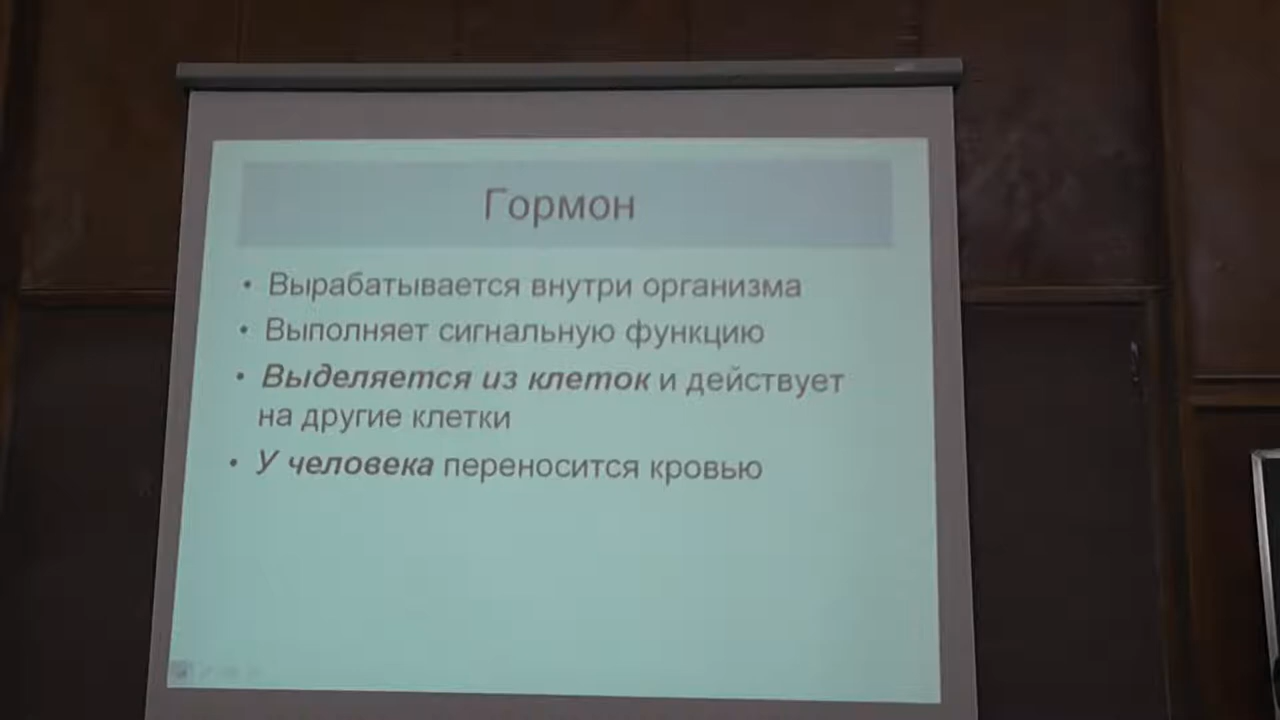 Гормон
• Вырабатывается внутри организма
• Выполняет сигнальную функцию
• Выделяется из клеток и действует
на другие клетки
• У человека переносится кровью